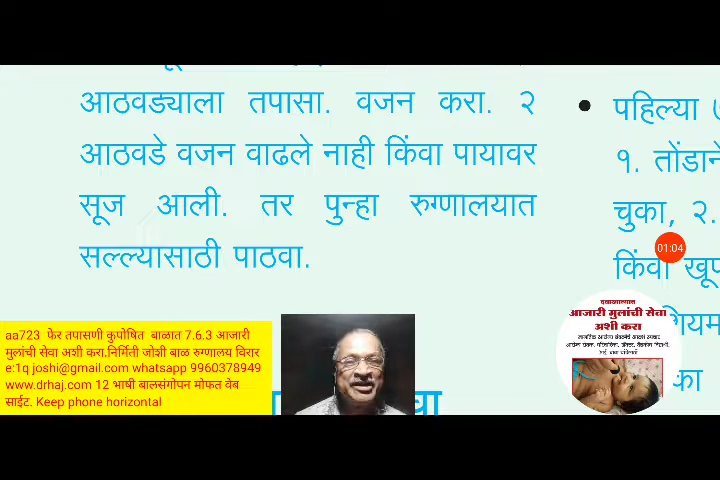 आठवड्याला तपासा. वजन करा. २
आठवडे वजन वाढले नाही किंवा पायावर
सूज आली. तर पुन्हा रुग्णालयात
सल्ल्यासाठी पाठवा.
पहिल्या
१. तोंडाने
चुका, २.
किंवा खूप
01:04
दवाखान्यात
आजारी मुलांची सेवा
अशी करा
aa723 फेर तपासणी कुपोषित बाळात 7.6.3 आजारी
मुलांची सेवा अशी करा.निर्मिती जोशी बाळ रुग्णालय विरार
e:1q joshi@gmail.com whatsapp 9960378949
www.drhaj.com 12 भाषी बालसंगोपन मोफत वेब
साईट. Keep phone horizontal